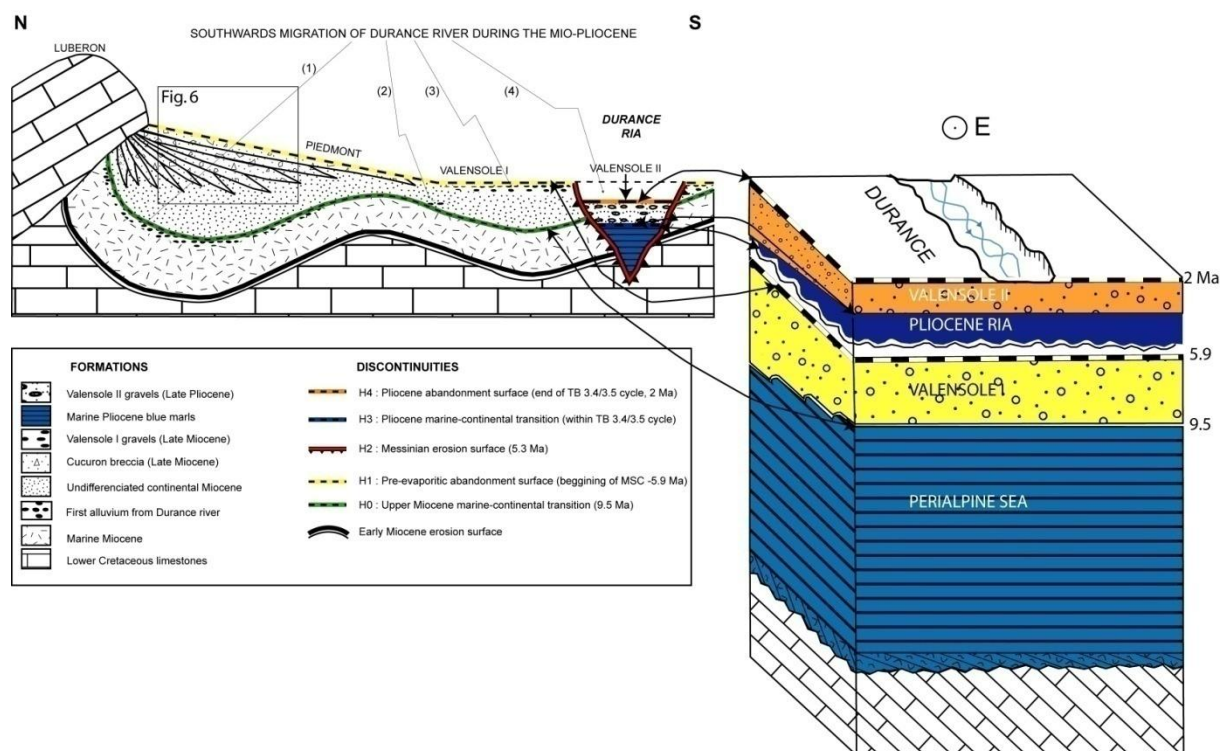 N
S
SOUTHWARDS MIGRATION OF DURANCE RIVER DURING THE MIO-PLIOCENE
LUBERON
(1)
(2)
(3)
(4)
Fig.6
DURANCE
RIA
PIEDMONT
VALENSOLE I
VALENSOLE II
E
DURANCE
2 Ma
VALENSOLE II
PLIOCENE RIA
5.9
VALENSOLE I
9.5
PERIALPINE SEA
FORMATIONS
Valensole II gravels (Late Pliocene)
Marine Pliocene blue marls
Valensole I gravels (Late Miocene)
Cucuron breccia (Late Miocene)
Undifferenciated continental Miocene
First alluvium from Durance river
Marine Miocene
Lower Cretaceous limestones
DISCONTINUITIES
H4 : Pliocene abandonment surface (end of TB 3.4/3.5 cycle, 2 Ma)
H3 : Pliocene marine-continental transition (within TB 3.4/3.5 cycle)
H2 : Messinian erosion surface (5.3 Ma)
H1 : Pre-evaporitic abandonment surface (beggining of MSC -5.9 Ma)
H0 : Upper Miocene marine-continental transition (9.5 Ma)
Early Miocene erosion surface